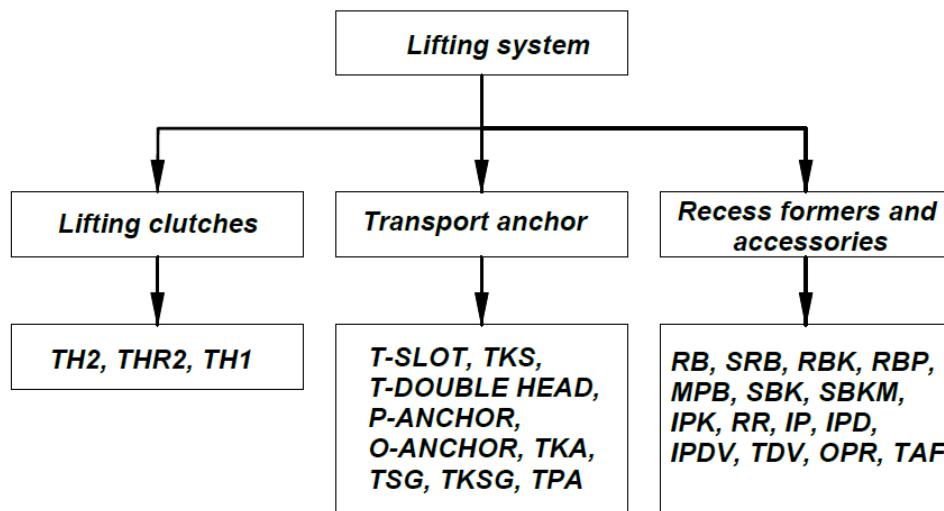 Lifting system
Lifting clutches
Transport anchor
Recess formers and
accessories
TH2, THR2, TH1
T-SLOT, TKS,
T-DOUBLE HEAD,
P-ANCHOR,
O-ANCHOR, TKA,
TSG, TKSG, TPA
RB, SRB, RBK, RBP,
MPB, SBK, SBKM,
IPK, RR, IP, IPD,
IPDV, TDV, OPR, TAF